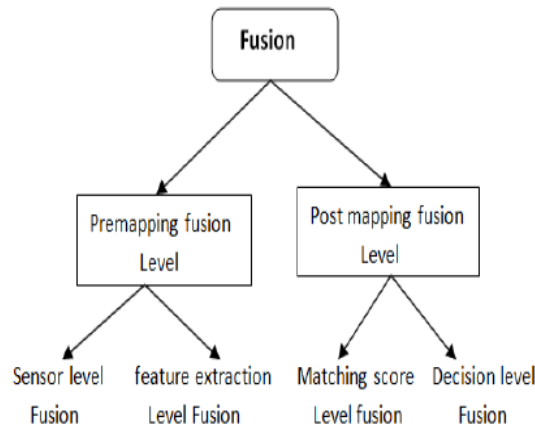 Fusion
Premapping fusion
Level
Post mapping fusion
Level
Sensor level
Fusion
feature extraction
Level Fusion
Matching score
Level fusion
Decision level
Fusion